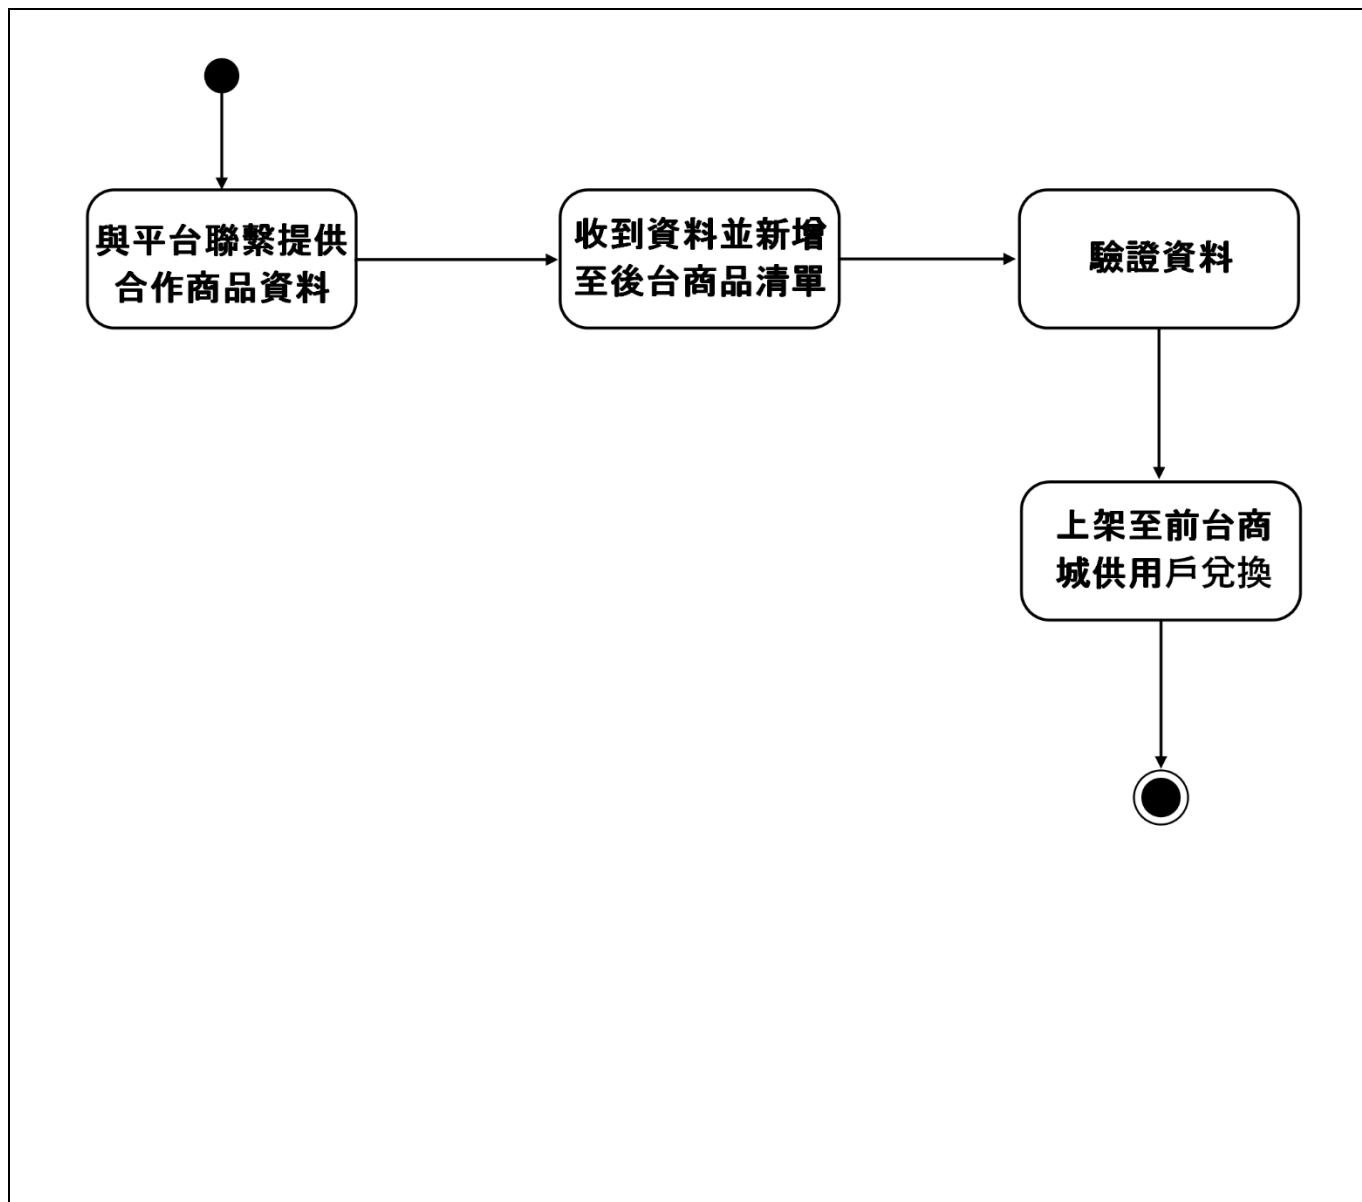 與平台聯繫提供
合作商品資料
收到資料並新增
至後台商品清單
驗證資料
上架至前台商
城供用戶兌換